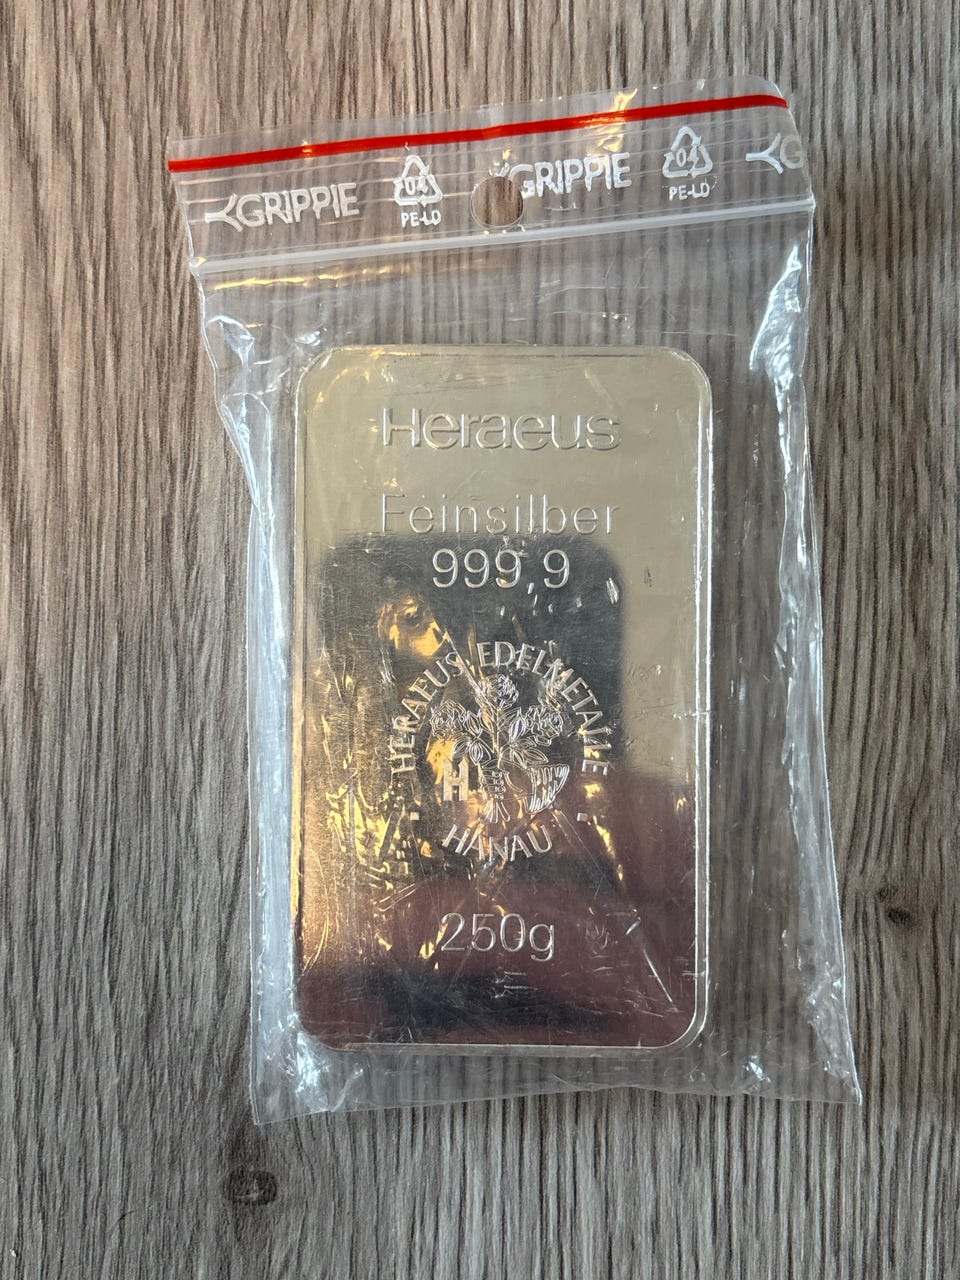 GRIPPIE 04 PE-LD GRIPPIE 04 PE-LD G
Heraeus
Feinsilber
999,9
HERAEUS EDELMETALLE
H
· HANAU ·
250g